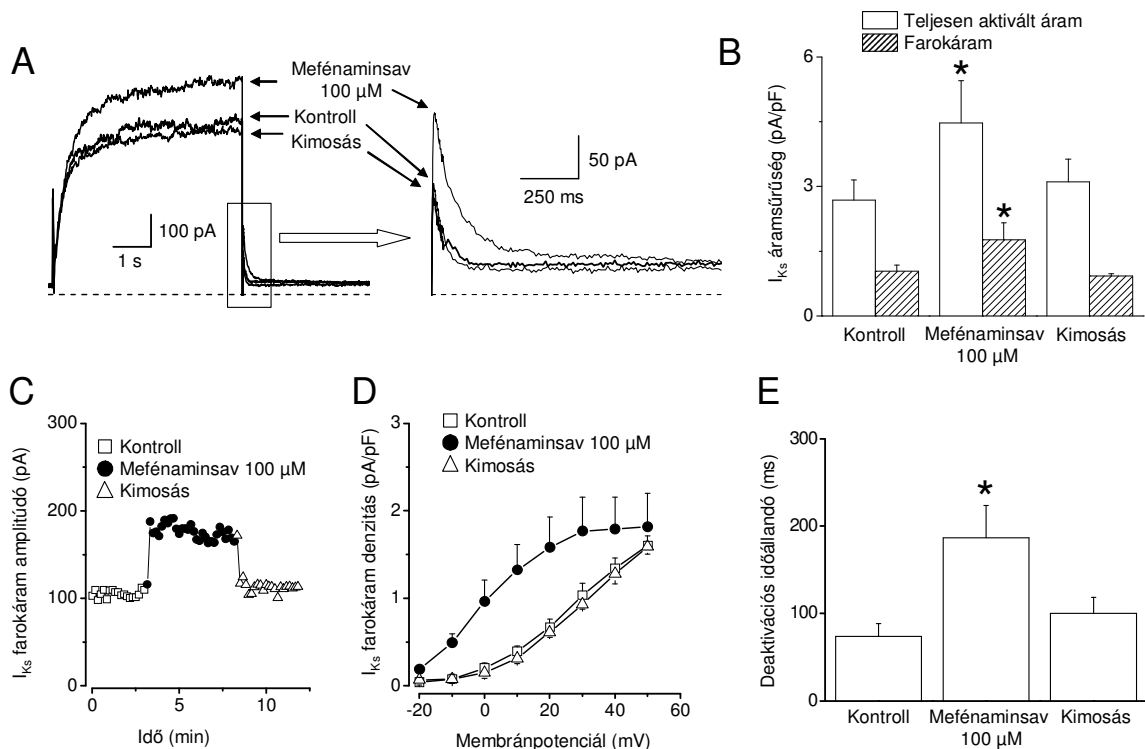 A
Mefénaminsav
100 µM
Kontroll
Kimosás
100 pA
1 s
50 pA
250 ms
B
Teljesen aktivált áram
Farokáram
IKs áramsűrűség (pA/pF)
6
3
0
*
*
Kontroll
Mefénaminsav
100 µM
Kimosás
C
IKs farokáram amplitúdó (pA)
300
200
100
0
Kontroll
Mefénaminsav 100 µM
Kimosás
0
5
10
Idő (min)
D
IKs farokáram denzitás (pA/pF)
3
2
1
0
Kontroll
Mefénaminsav 100 µM
Kimosás
-20
0
20
40
60
Membránpotenciál (mV)
E
Deaktivációs időállandó (ms)
300
200
100
0
*
Kontroll
Mefénaminsav
100 µM
Kimosás